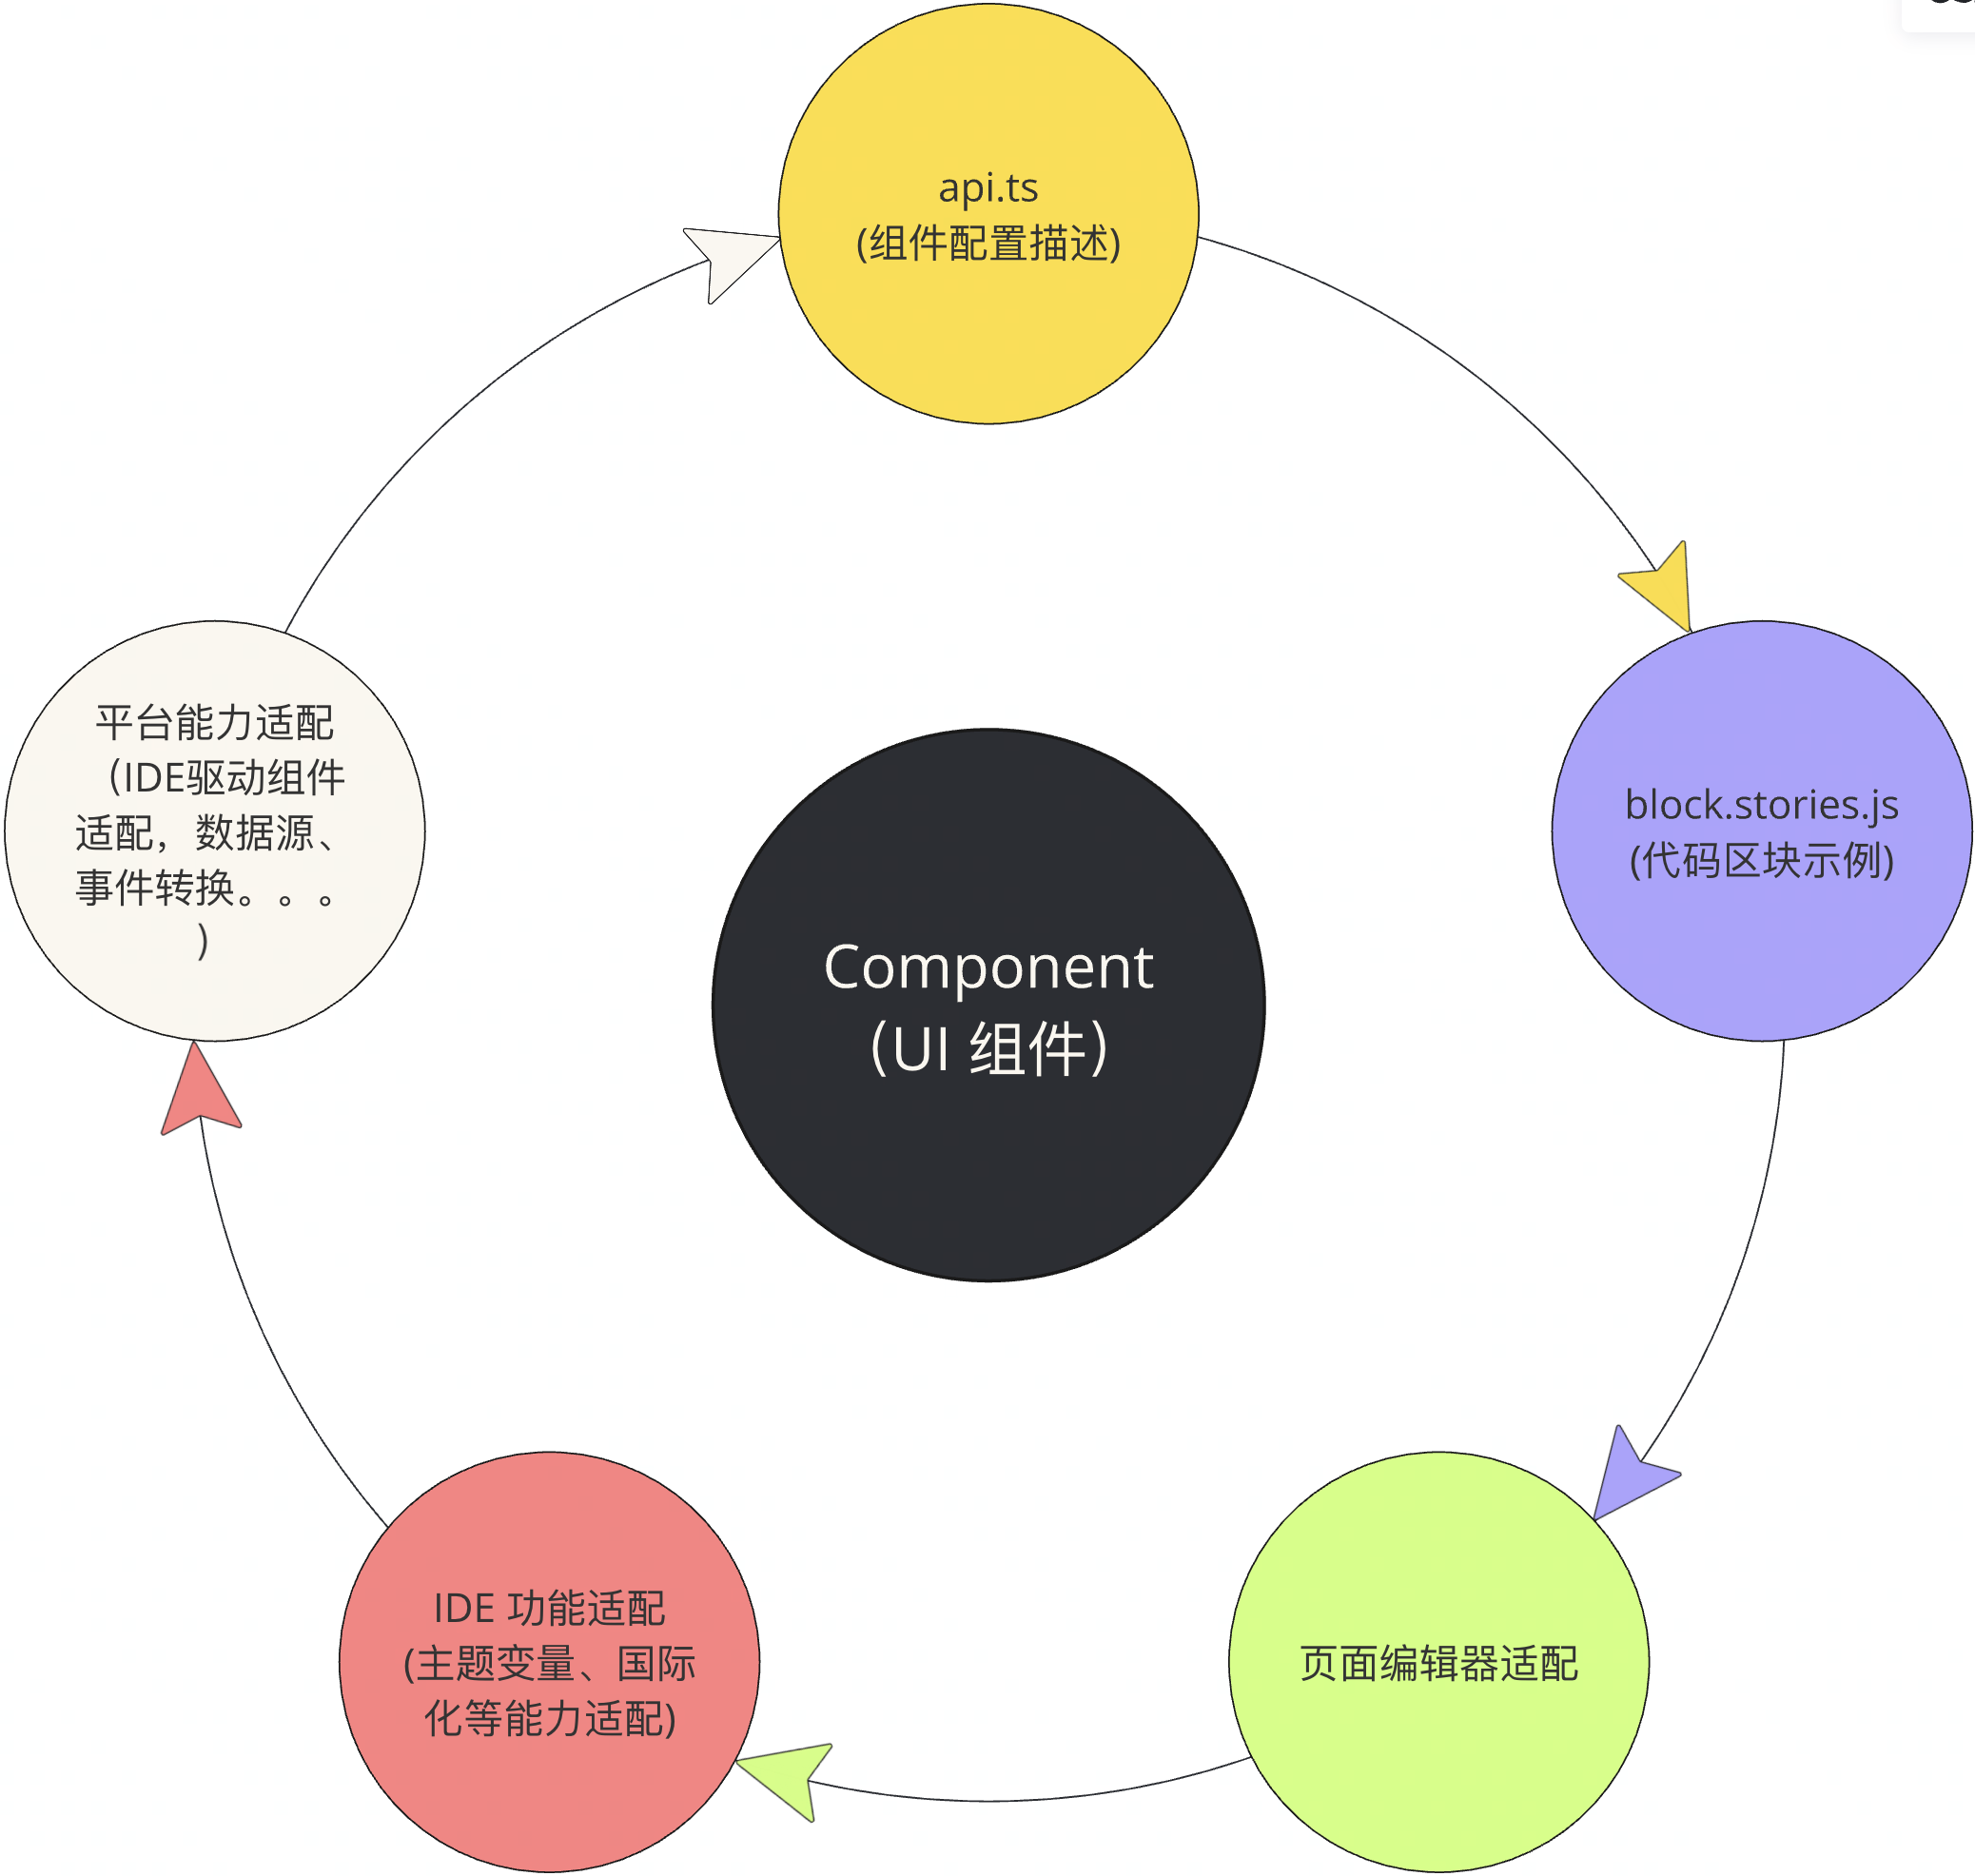 api.ts
(组件配置描述)
block.stories.js
(代码区块示例)
页面编辑器适配
IDE 功能适配
(主题变量、国际
化等能力适配)
平台能力适配
（IDE驱动组件
适配，数据源、
事件转换。。。
)
Component
(UI 组件)